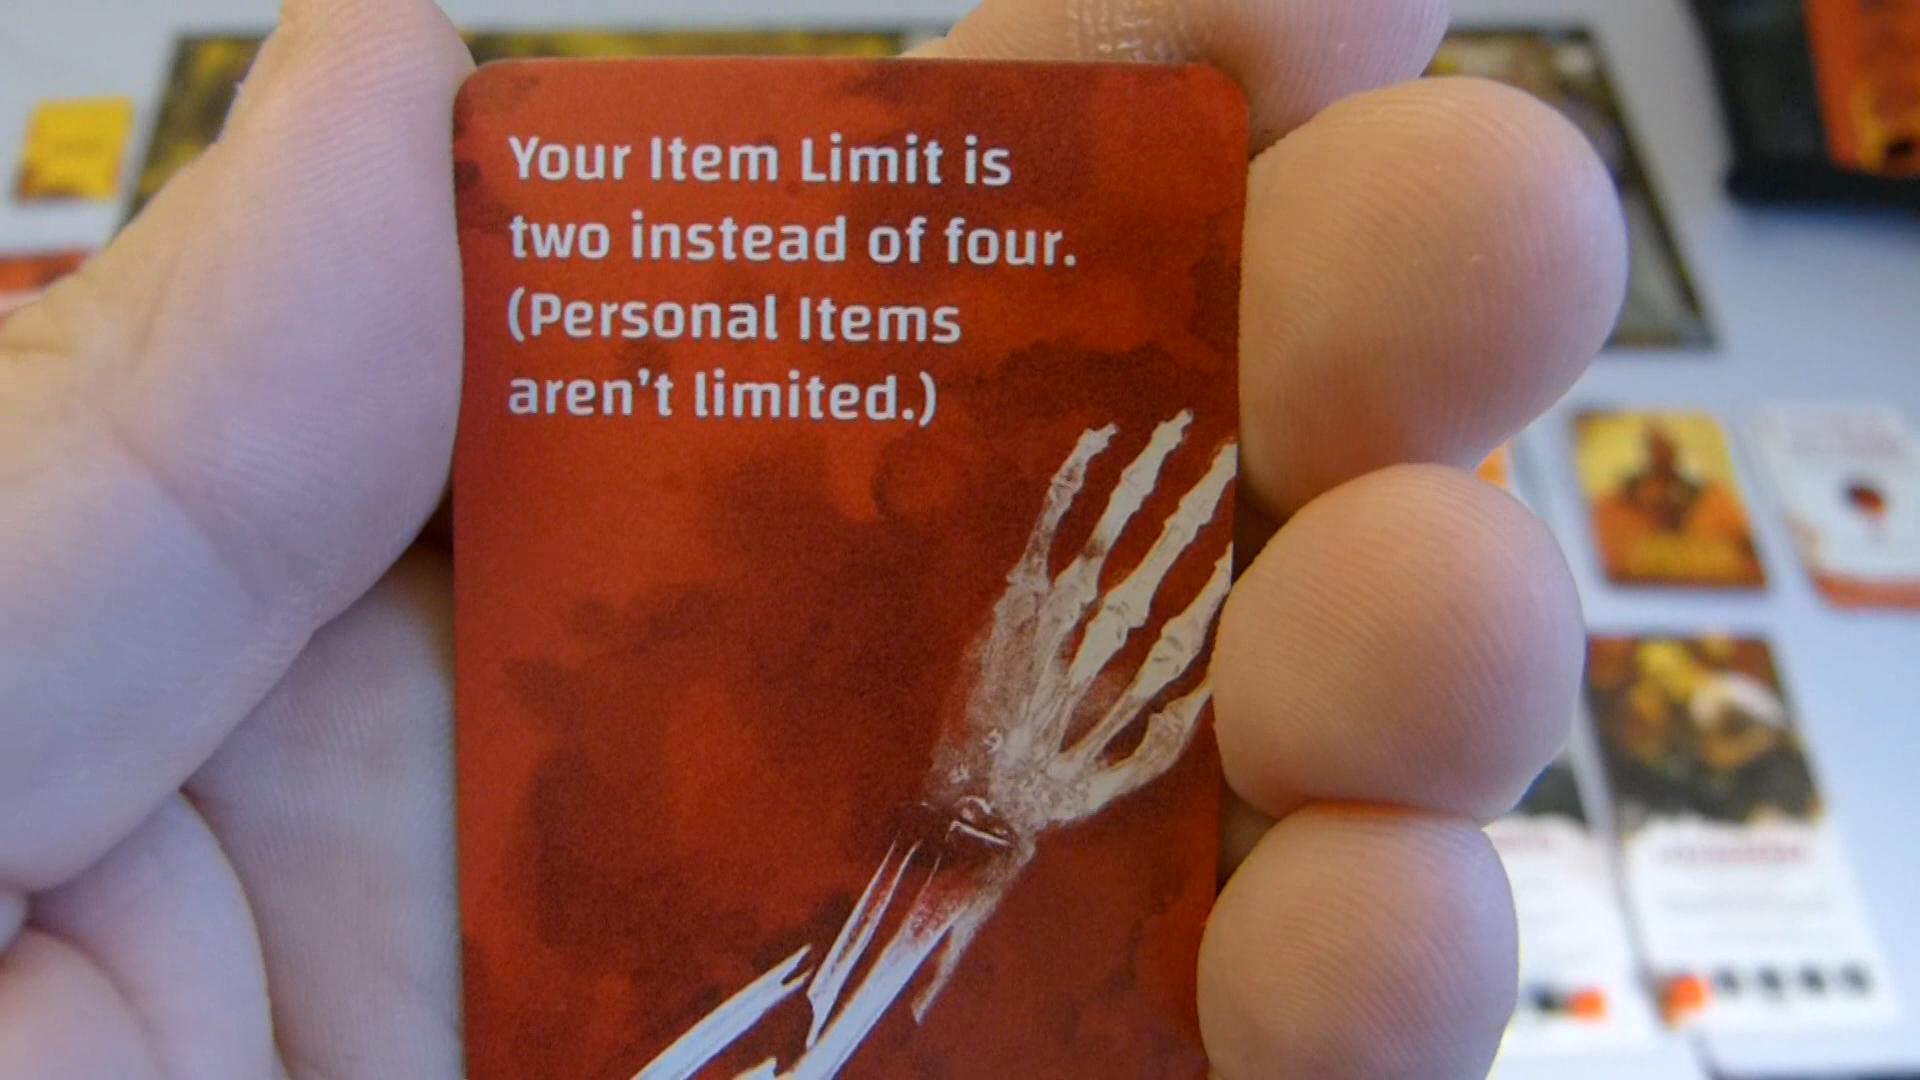 Your Item Limit is
two instead of four.
(Personal Items
aren't limited.)